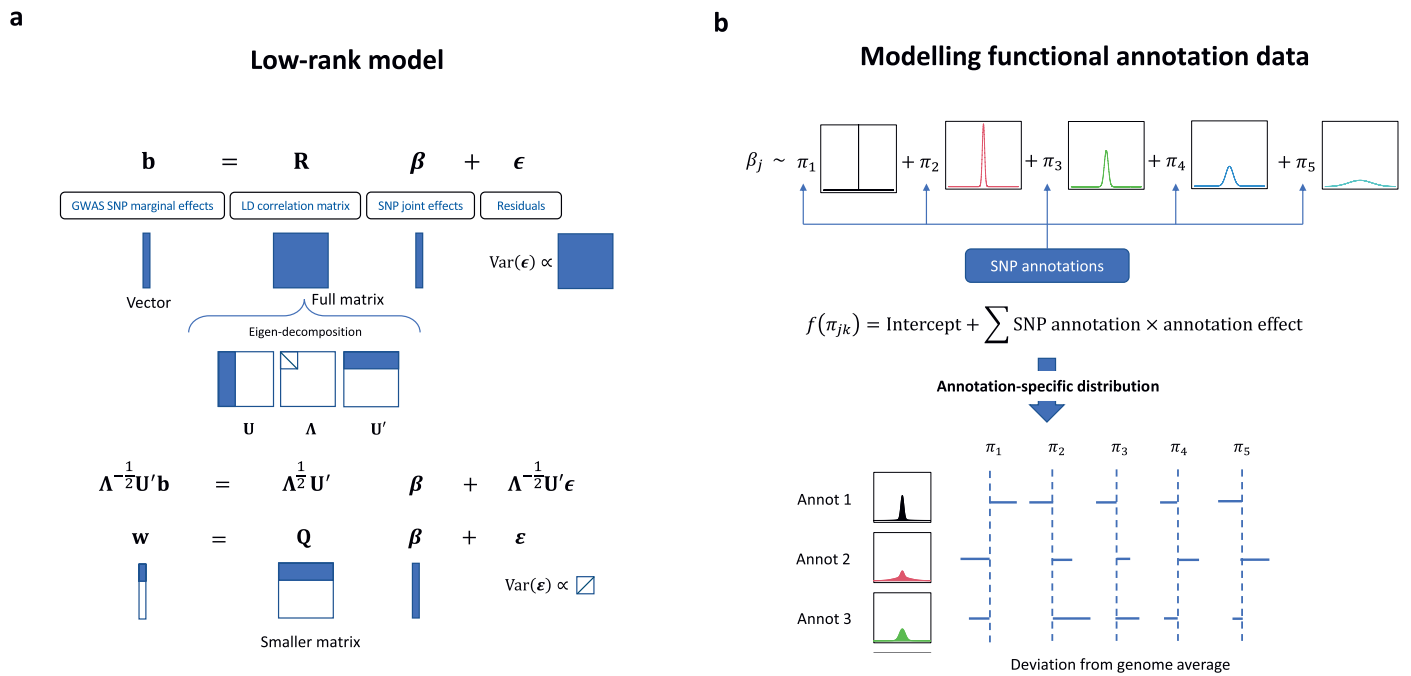 a
Low-rank model
b = R β + ϵ
GWAS SNP marginal effects LD correlation matrix SNP joint effects Residuals
Var(ϵ) ∝
Vector
Full matrix
Eigen-decomposition
U Λ U′
Λ^{-1/2}U′b = Λ^{1/2} U′ β + Λ^{-1/2}U′ϵ
w = Q β + ε
Var(ε) ∝
Smaller matrix
b
Modelling functional annotation data
β_j ~ π_1 + π_2 + π_3 + π_4 + π_5
SNP annotations
f(π_{jk}) = Intercept + ∑ SNP annotation × annotation effect
Annotation-specific distribution
π_1 π_2 π_3 π_4 π_5
Annot 1
Annot 2
Annot 3
Deviation from genome average